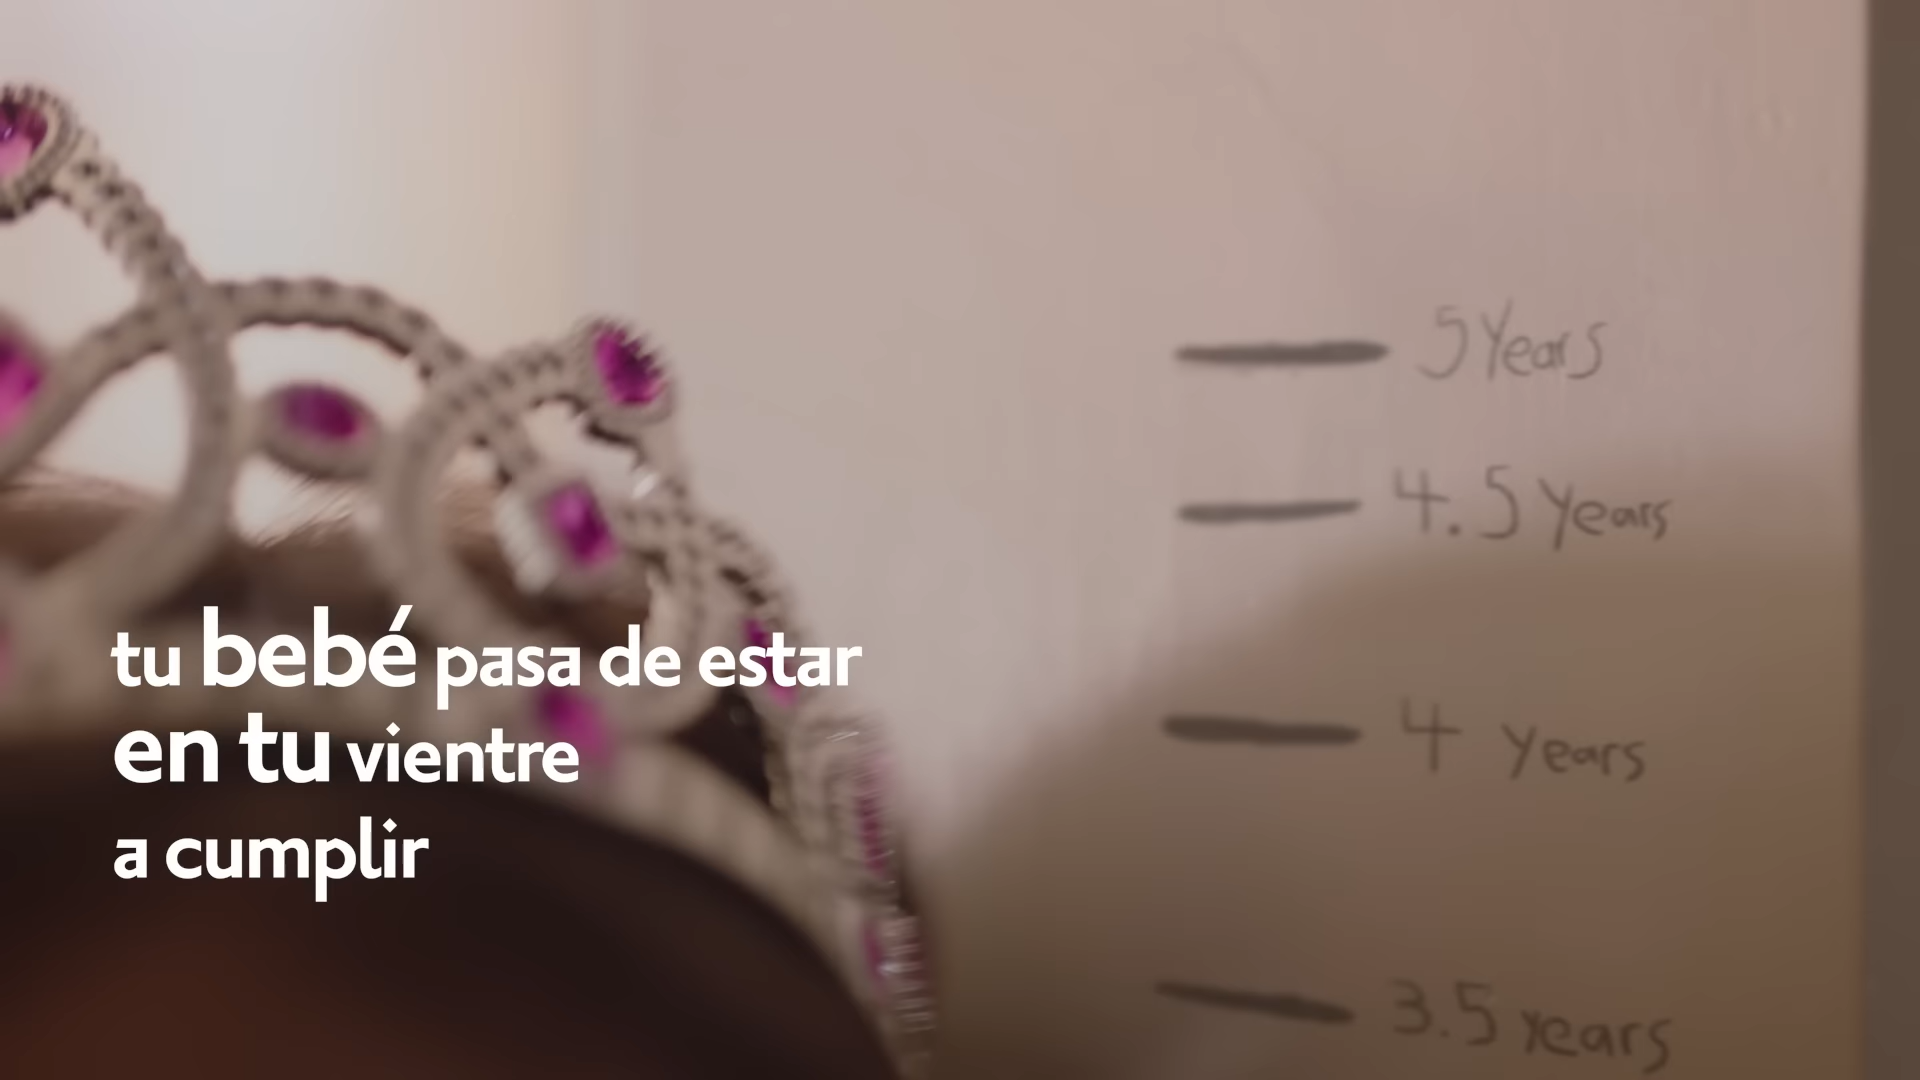 5 Years
4.5 Years
tu bebé pasa de estar
en tu vientre
4 years
a cumplir
3.5 years